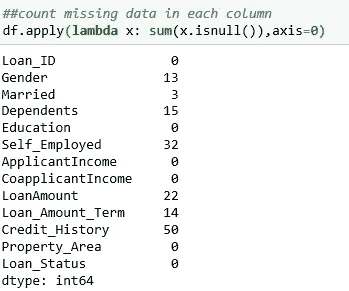 ##count missing data in each column
df.apply(lambda x: sum(x.isnull()),axis=0)
Loan_ID 0
Gender 13
Married 3
Dependents 15
Education 0
Self_Employed 32
ApplicantIncome 0
CoapplicantIncome 0
LoanAmount 22
Loan_Amount_Term 14
Credit_History 50
Property_Area 0
Loan_Status 0
dtype: int64